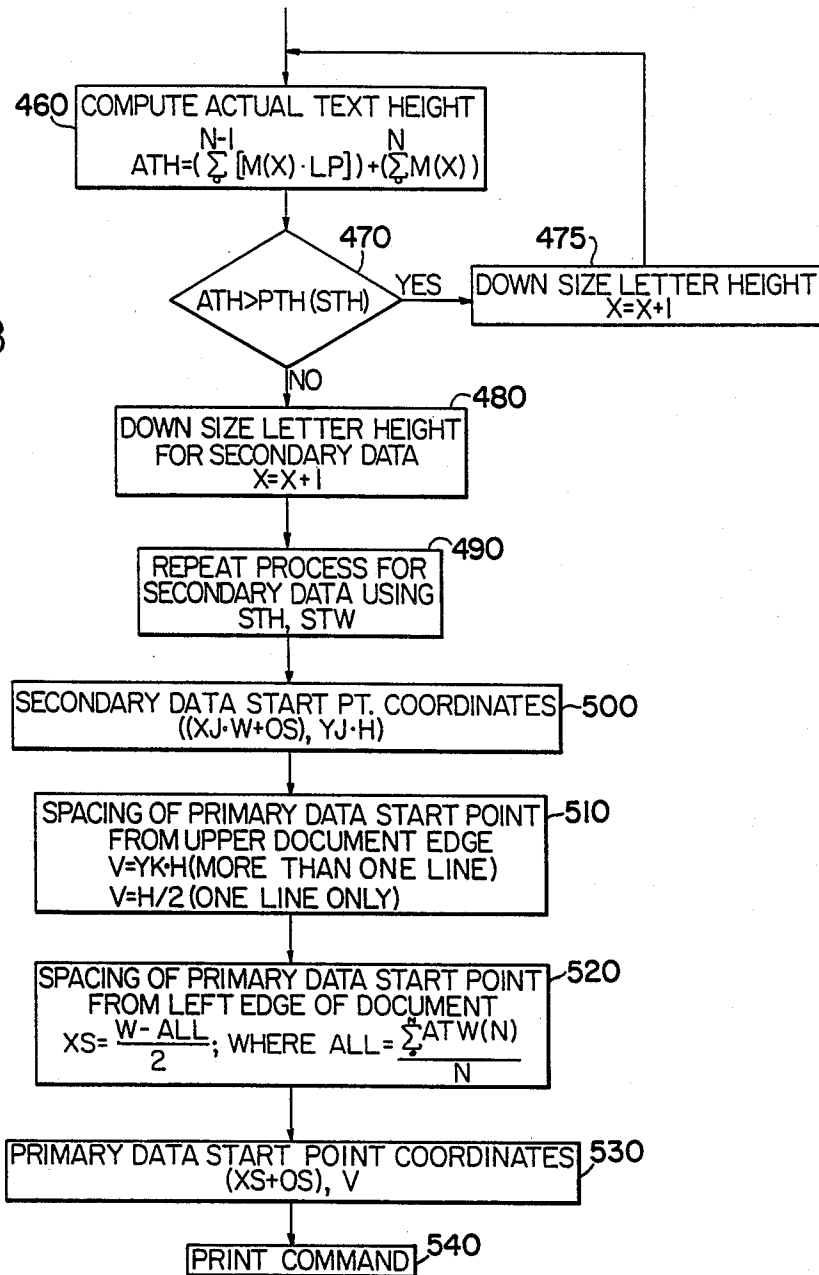 460 COMPUTE ACTUAL TEXT HEIGHT
N-1 N
ATH=(∑ [M(X)·LP])+(∑M(X))
o o
470
ATH>PTH(STH)
YES
475
DOWN SIZE LETTER HEIGHT
X=X+1
NO
480
DOWN SIZE LETTER HEIGHT
FOR SECONDARY DATA
X=X+1
490
REPEAT PROCESS FOR
SECONDARY DATA USING
STH, STW
SECONDARY DATA START PT. COORDINATES 500
((XJ·W+OS), YJ·H)
SPACING OF PRIMARY DATA START POINT 510
FROM UPPER DOCUMENT EDGE
V=YK·H(MORE THAN ONE LINE)
V=H/2(ONE LINE ONLY)
SPACING OF PRIMARY DATA START POINT 520
FROM LEFT EDGE OF DOCUMENT
XS=W-ALL/2; WHERE ALL=∑ATW(N)/N
PRIMARY DATA START POINT COORDINATES 530
(XS+OS), V
PRINT COMMAND 540